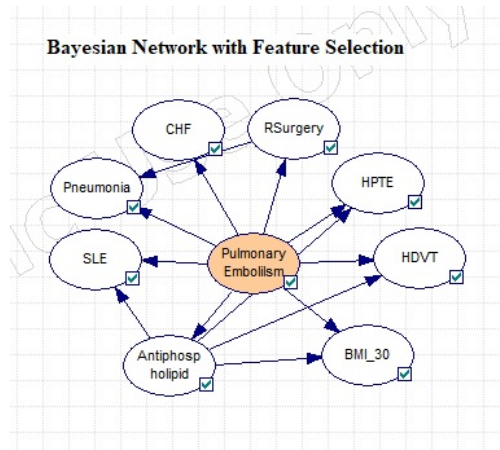 Bayesian Network with Feature Selection
CHF
RSurgery
Pneumonia
HPTE
SLE
Pulmonary
Embolism
HDVT
Antiphosp
holipid
BMI_30